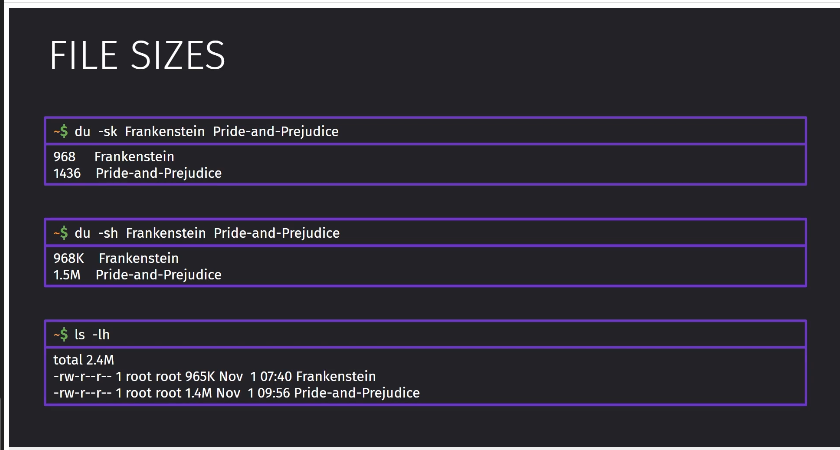 FILE SIZES
~$ du -sk Frankenstein Pride-and-Prejudice
968 Frankenstein
1436 Pride-and-Prejudice
~$ du -sh Frankenstein Pride-and-Prejudice
968K Frankenstein
1.5M Pride-and-Prejudice
~$ ls -lh
total 2.4M
-rw-r--r-- 1 root root 965K Nov 1 07:40 Frankenstein
-rw-r--r-- 1 root root 1.4M Nov 1 09:56 Pride-and-Prejudice